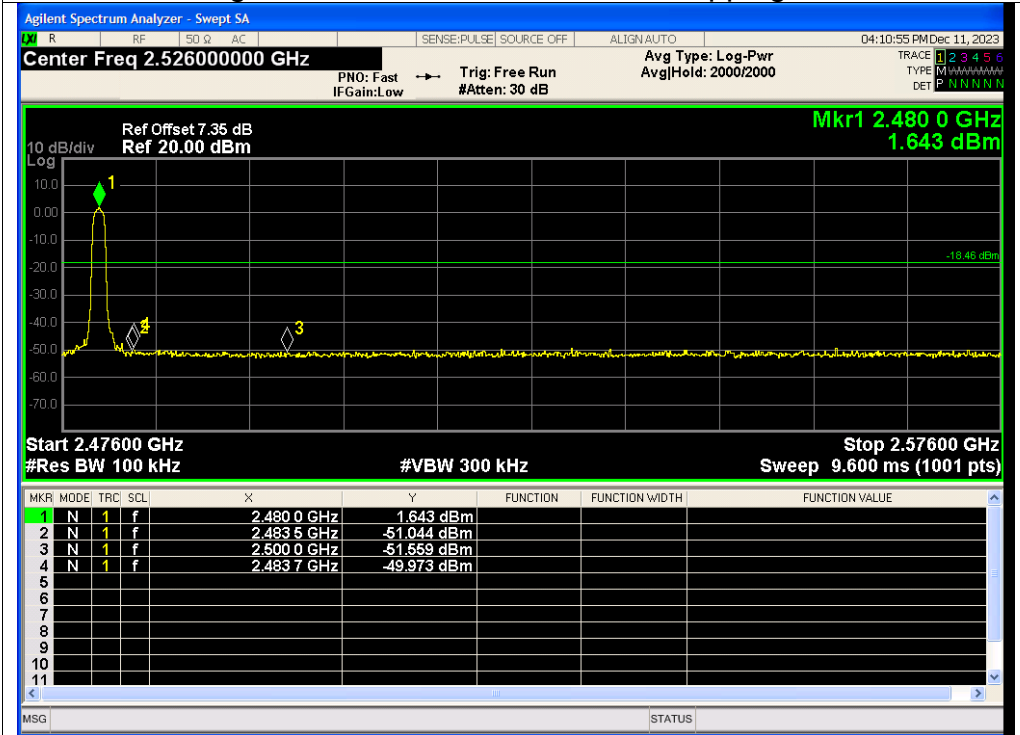 Agilent Spectrum Analyzer - Swept SA
LXI R RF 50 Ω AC SENSE:PULSE SOURCE OFF ALIGN AUTO 04:10:55 PM Dec 11, 2023
Center Freq 2.526000000 GHz Avg Type: Log-Pwr TRACE 1 2 3 4 5 6
PNO: Fast Trig: Free Run Avg|Hold: 2000/2000 TYPE M
IFGain:Low #Atten: 30 dB DET P N N N N N
Mkr1 2.480 0 GHz
Ref Offset 7.35 dB
10 dB/div Ref 20.00 dBm 1.643 dBm
Log
10.0
1
0.00
-10.0
-18.46 dBm
-20.0
-30.0
-40.0
4
3
-50.0
-60.0
-70.0
Start 2.47600 GHz Stop 2.57600 GHz
#Res BW 100 kHz #VBW 300 kHz Sweep 9.600 ms (1001 pts)
MKR MODE TRC SCL X Y FUNCTION FUNCTION WIDTH FUNCTION VALUE
1 N 1 f 2.480 0 GHz 1.643 dBm
2 N 1 f 2.483 5 GHz -51.044 dBm
3 N 1 f 2.500 0 GHz -51.559 dBm
4 N 1 f 2.483 7 GHz -49.973 dBm
5
6
7
8
9
10
11
MSG STATUS